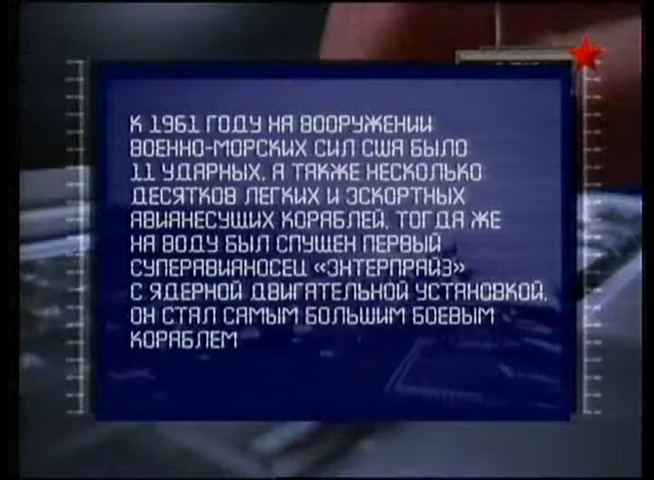 К 1961 ГОДУ НА ВООРУЖЕНИИ
ВОЕННО-МОРСКИХ СИЛ США БЫЛО
11 УДАРНЫХ, А ТАКЖЕ НЕСКОЛЬКО
ДЕСЯТКОВ ЛЕГКИХ И ЭСКОРТНЫХ
АВИАНЕСУЩИХ КОРАБЛЕЙ. ТОГДА ЖЕ
НА ВОДУ БЫЛ СПУЩЕН ПЕРВЫЙ
СУПЕРАВИАНОСЕЦ «ЭНТЕРПРАЙЗ»
С ЯДЕРНОЙ ДВИГАТЕЛЬНОЙ УСТАНОВКОЙ.
ОН СТАЛ САМЫМ БОЛЬШИМ БОЕВЫМ
КОРАБЛЕМ